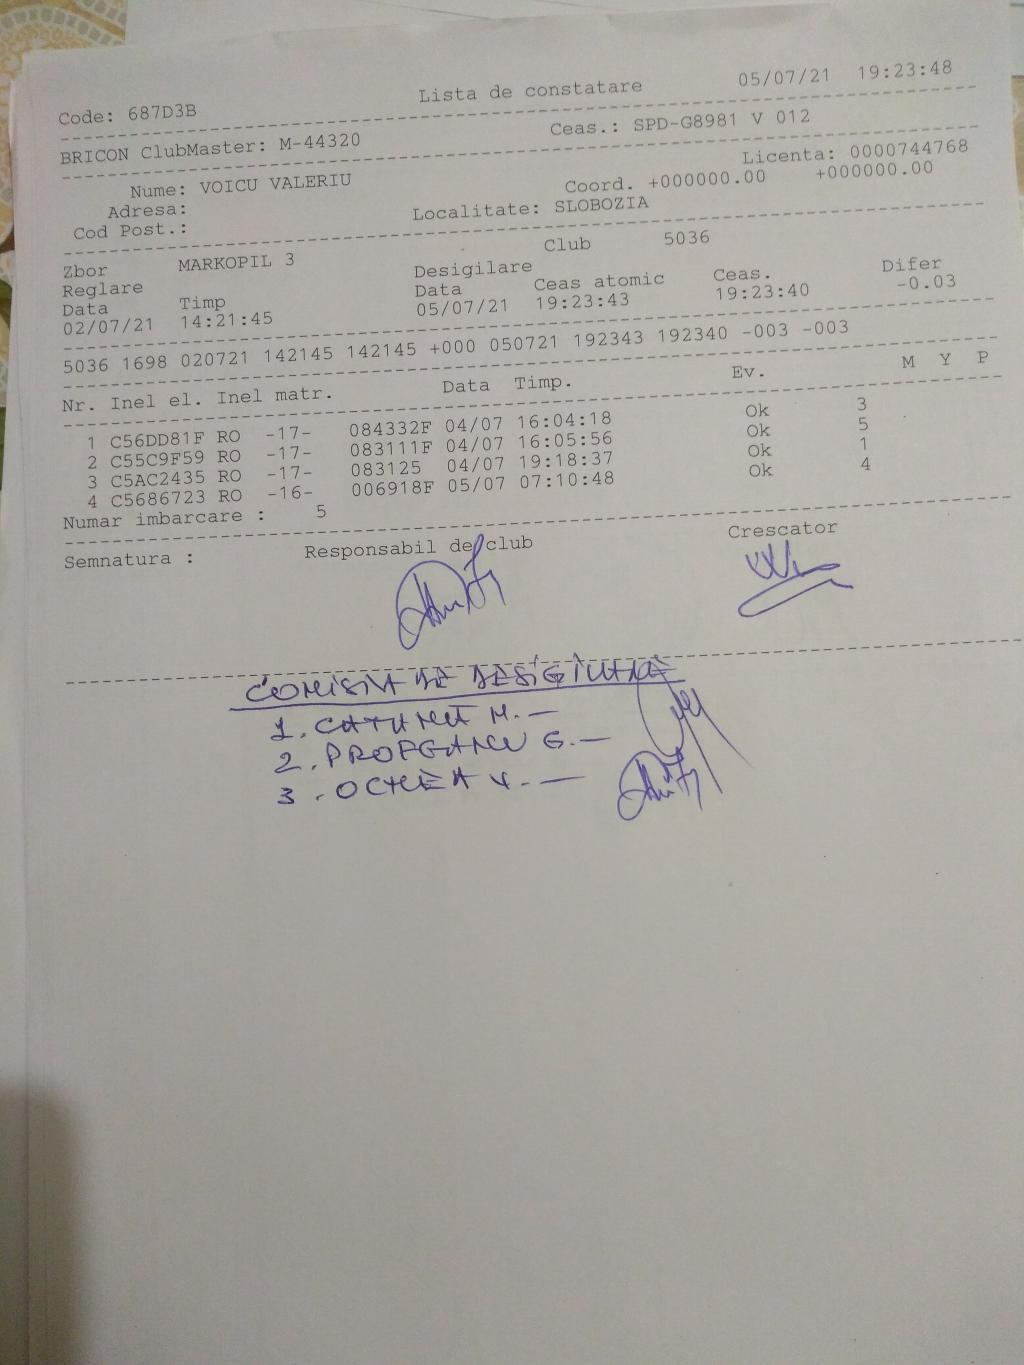 Lista de constatare 05/07/21 19:23:48
Code: 687D3B
BRICON ClubMaster: M-44320 Ceas.: SPD-G8981 V 012
Licenta: 0000744768
Nume: VOICU VALERIU Coord. +000000.00 +000000.00
Adresa: Localitate: SLOBOZIA
Cod Post.:
Club 5036
Zbor MARKOPIL 3 Desigilare
Reglare Data Ceas atomic Ceas. Difer
Data Timp 05/07/21 19:23:43 19:23:40 -0.03
02/07/21 14:21:45
5036 1698 020721 142145 142145 +000 050721 192343 192340 -003 -003
Nr. Inel el. Inel matr. Data Timp. Ev. M Y P
1 C56DD81F RO -17- 084332F 04/07 16:04:18 Ok 3
2 C55C9F59 RO -17- 083111F 04/07 16:05:56 Ok 5
3 C5AC2435 RO -17- 083125 04/07 19:18:37 Ok 1
4 C5686723 RO -16- 006918F 05/07 07:10:48 Ok 4
Numar imbarcare : 5
Semnatura : Responsabil de club Crescator
COMISIA DE DESIGILARE
1. M. —
2. PROFEANU G. —
3. OCNEA V. —